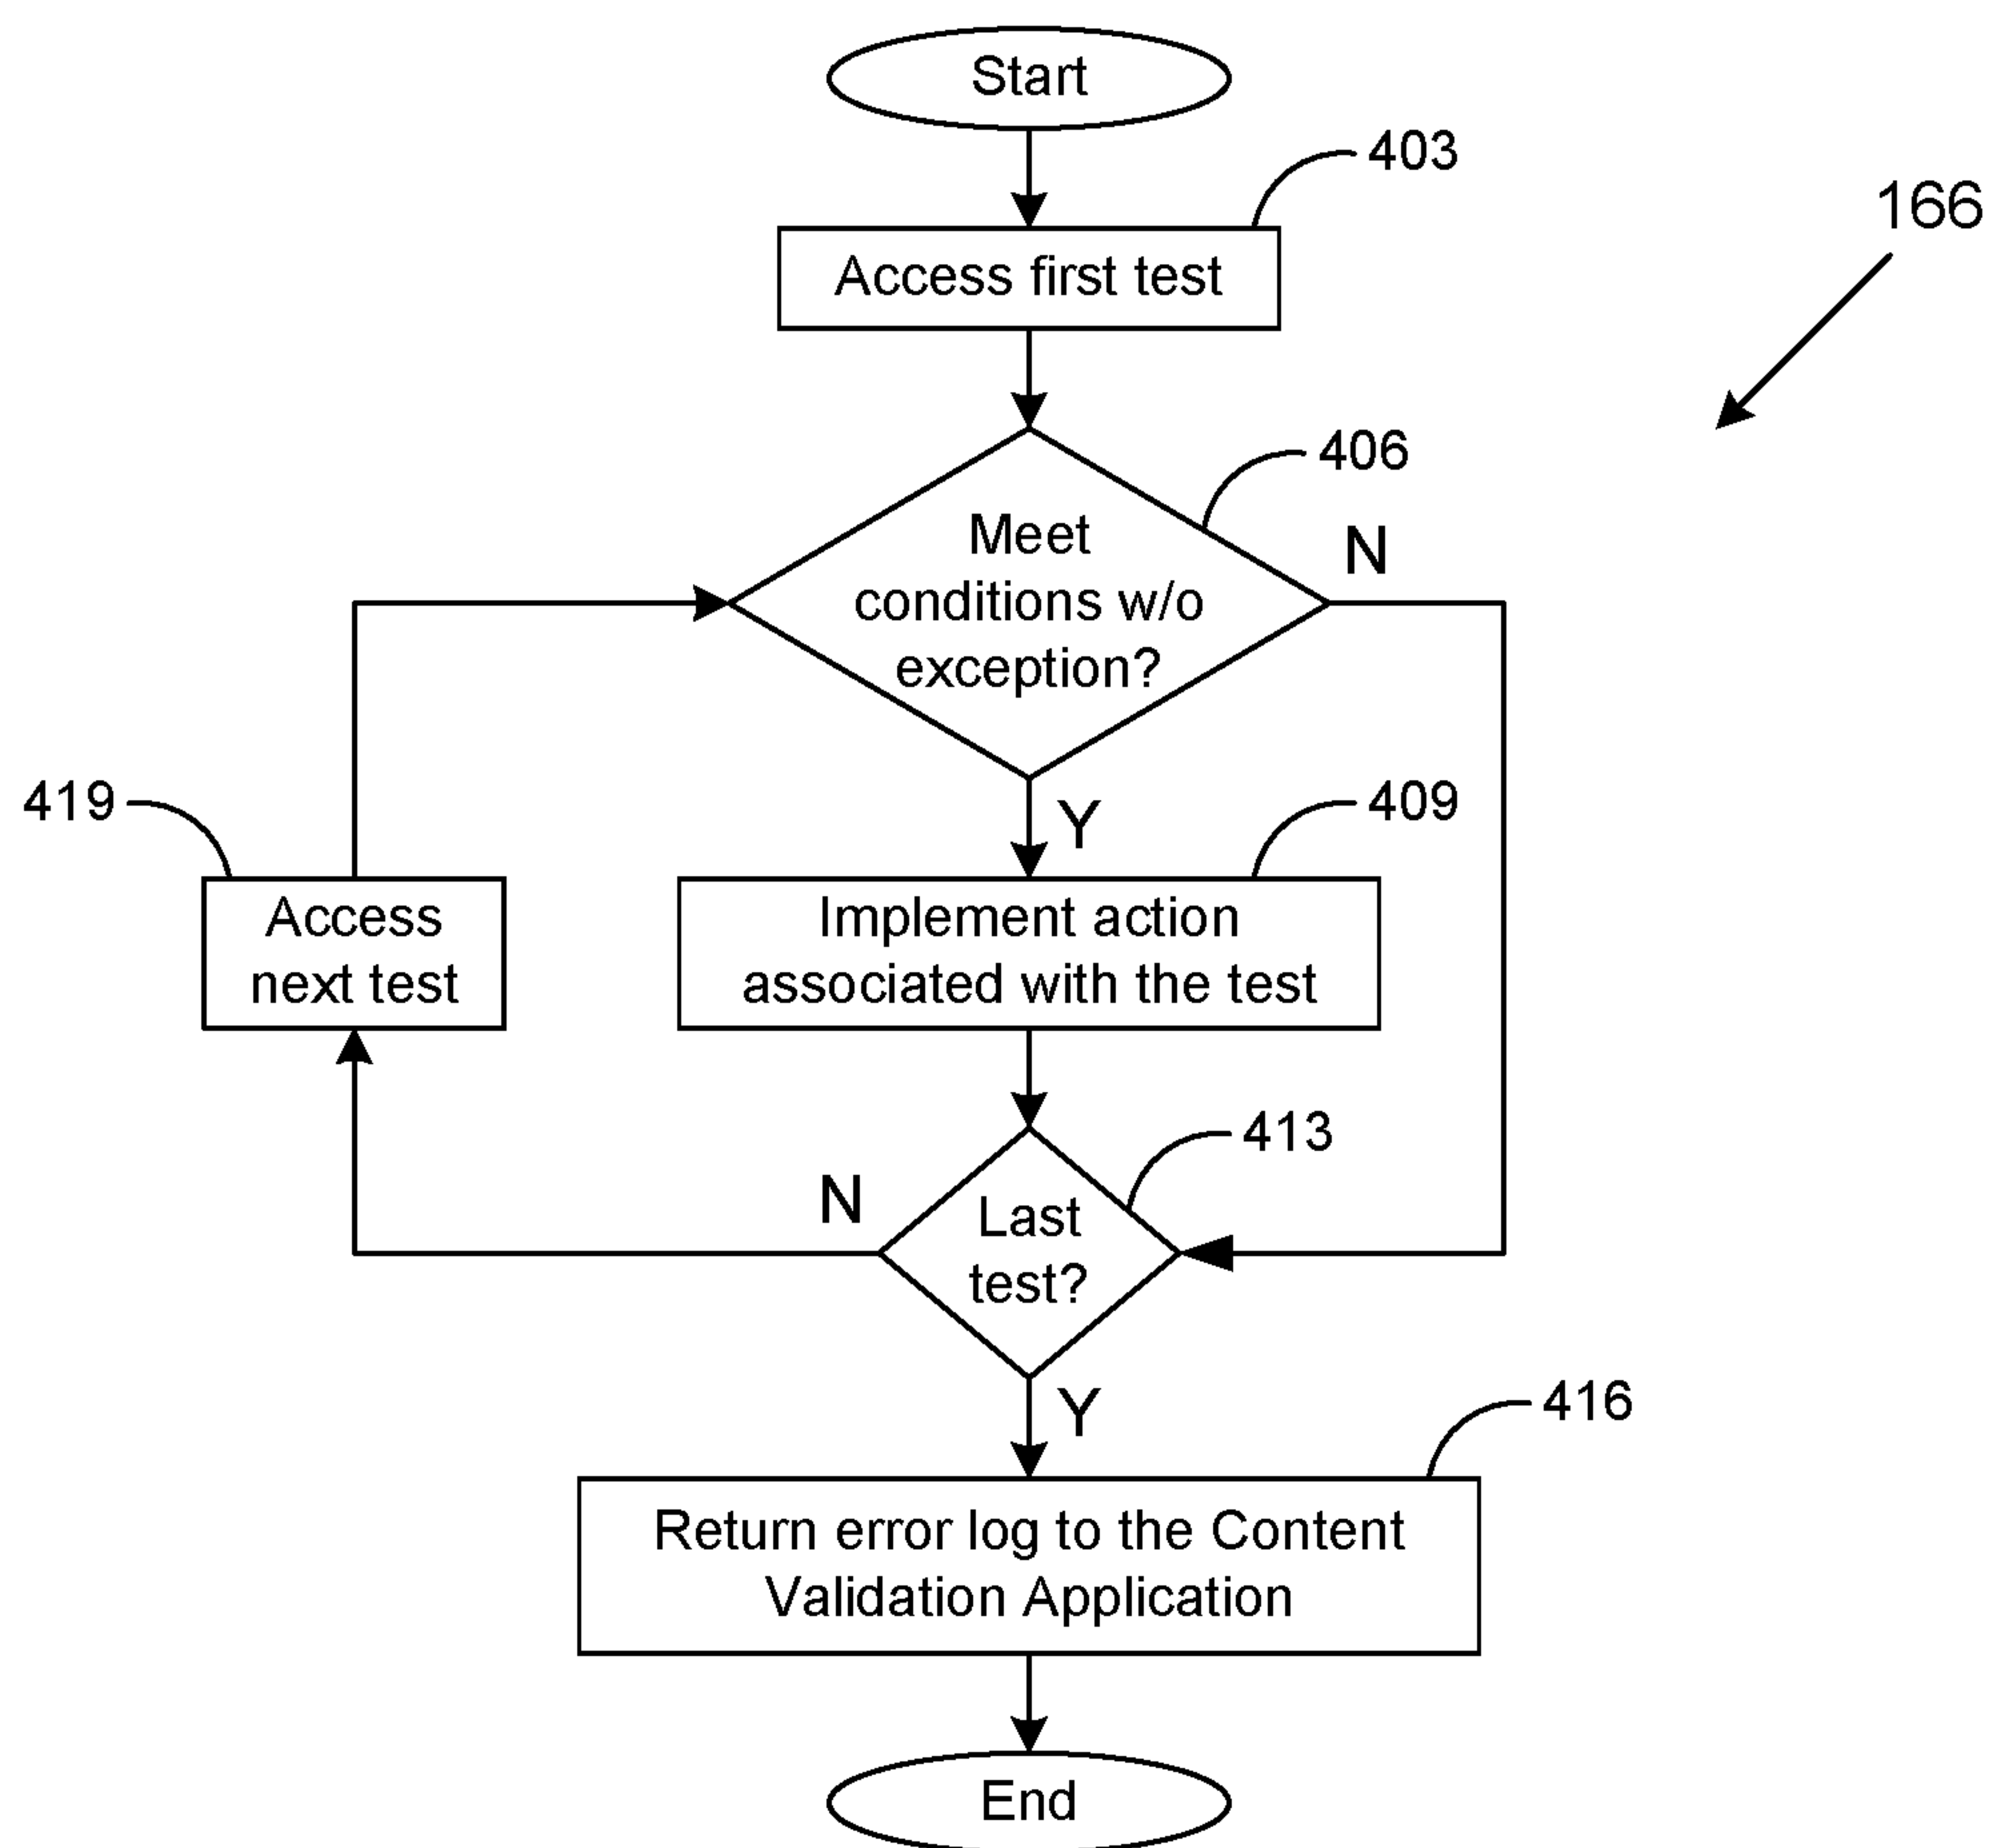 Start
403
166
Access first test
406
Meet
conditions w/o
exception?
N
Y
419
409
Access
next test
Implement action
associated with the test
413
N
Last
test?
Y
416
Return error log to the Content
Validation Application
End